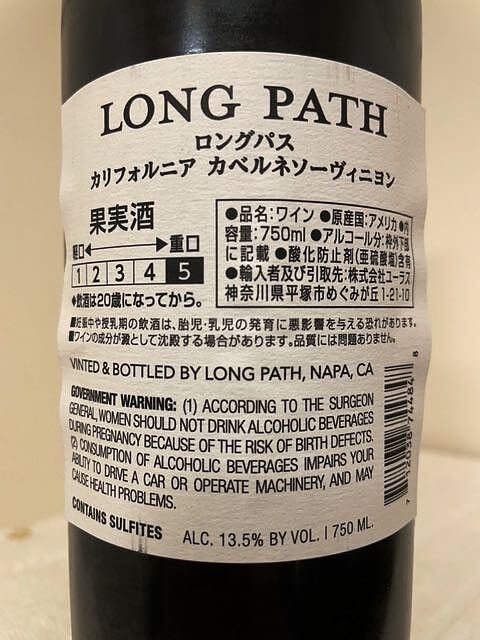 LONG PATH
ロングパス
カリフォルニア カベルネソーヴィニヨン
果実酒
軽口 重口
1 2 3 4 5
◆飲酒は20歳になってから。
●品名:ワイン ●原産国:アメリカ ●内
容量:750ml ●アルコール分:枠外下部
に記載 ●酸化防止剤(亜硫酸塩)含有
●輸入者及び引取先:株式会社ユーラズ
神奈川県平塚市めぐみが丘1-21-10
■妊娠中や授乳期の飲酒は、胎児・乳児の発育に悪影響を与える恐れがあります。
■ワインの成分が澱として沈殿する場合があります。品質には問題ありません。
VINTED & BOTTLED BY LONG PATH, NAPA, CA
GOVERNMENT WARNING: (1) ACCORDING TO THE SURGEON
GENERAL, WOMEN SHOULD NOT DRINK ALCOHOLIC BEVERAGES
DURING PREGNANCY BECAUSE OF THE RISK OF BIRTH DEFECTS.
(2) CONSUMPTION OF ALCOHOLIC BEVERAGES IMPAIRS YOUR
ABILITY TO DRIVE A CAR OR OPERATE MACHINERY, AND MAY
CAUSE HEALTH PROBLEMS.
CONTAINS SULFITES
ALC. 13.5% BY VOL. | 750 ML.